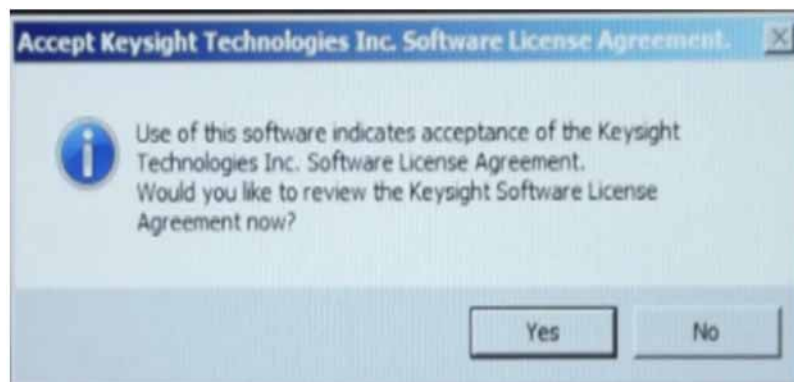 Accept Keysight Technologies Inc. Software License Agreement.
Use of this software indicates acceptance of the Keysight
Technologies Inc. Software License Agreement.
Would you like to review the Keysight Software License
Agreement now?
Yes No